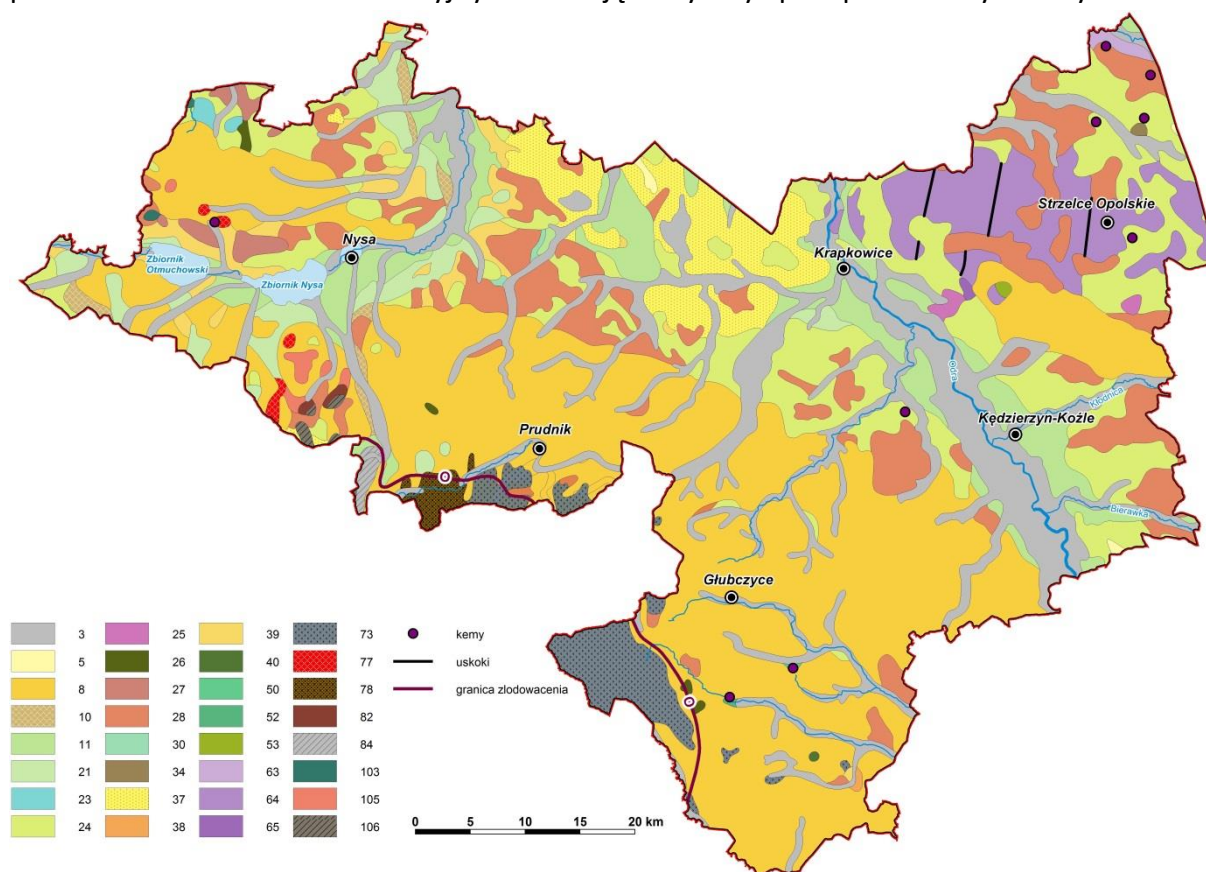 Strzelce Opolskie
Nysa
Krapkowice
Zbiornik
Otmuchowski
Zbiornik Nysa
Odra
Kłodnica
Prudnik
Kędzierzyn-Koźle
O
Bierawka
Głubczyce
O
3 25 39 73 kemy
5 26 40 77 uskoki
8 27 50 78 granica zlodowacenia
10 28 52 82
11 30 53 84
21 34 63 103
23 37 64 105
24 38 65 106
0 5 10 20 km